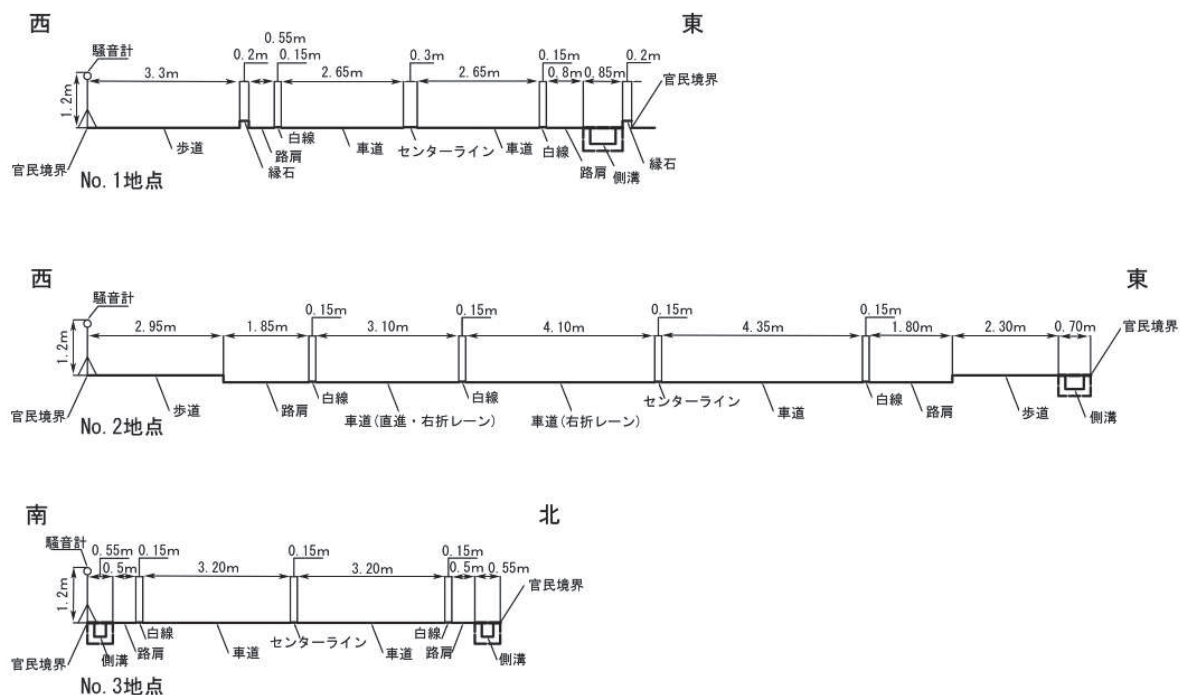 西 東
騒音計
0.55m
0.2m 0.15m 0.3m 0.15m 0.2m
3.3m 2.65m 2.65m 0.8m 0.85m 官民境界
1.2m
官民境界 歩道 縁石 路肩 白線 車道 センターライン 車道 白線 路肩 側溝 縁石
No.1地点
西 東
騒音計
0.15m 0.15m 0.15m 0.15m
2.95m 1.85m 3.10m 4.10m 4.35m 1.80m 2.30m 0.70m 官民境界
1.2m
官民境界 歩道 路肩 白線 車道(直進・右折レーン) 白線 車道(右折レーン) センターライン 車道 白線 路肩 歩道 側溝
No.2地点
南 北
騒音計
0.55m 0.15m 0.15m 0.15m
0.5m 3.20m 3.20m 0.5m 0.55m 官民境界
1.2m
官民境界 側溝 路肩 白線 車道 センターライン 車道 白線 路肩 側溝
No.3地点